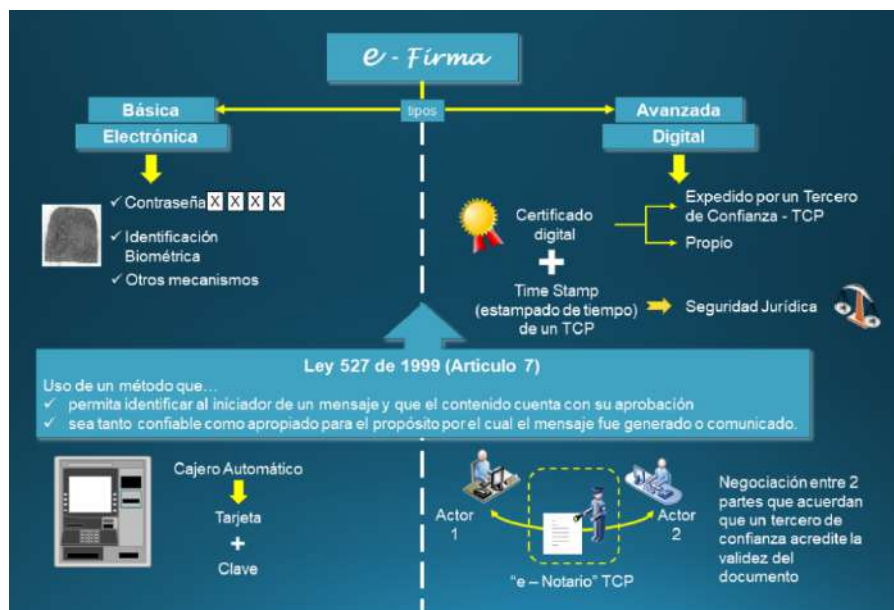 e - Firma
tipos
Básica
Electrónica
Avanzada
Digital
✓ Contraseña X X X X
✓ Identificación
Biométrica
✓ Otros mecanismos
Certificado
digital
Expedido por un Tercero
de Confianza - TCP
Propio
Time Stamp
(estampado de tiempo)
de un TCP
Seguridad Jurídica
Ley 527 de 1999 (Articulo 7)
Uso de un método que…
✓ permita identificar al iniciador de un mensaje y que el contenido cuenta con su aprobación
✓ sea tanto confiable como apropiado para el propósito por el cual el mensaje fue generado o comunicado.
Cajero Automático
Tarjeta
+
Clave
Actor
1
Actor
2
"e – Notario" TCP
Negociación entre 2
partes que acuerdan
que un tercero de
confianza acredite la
validez del
documento